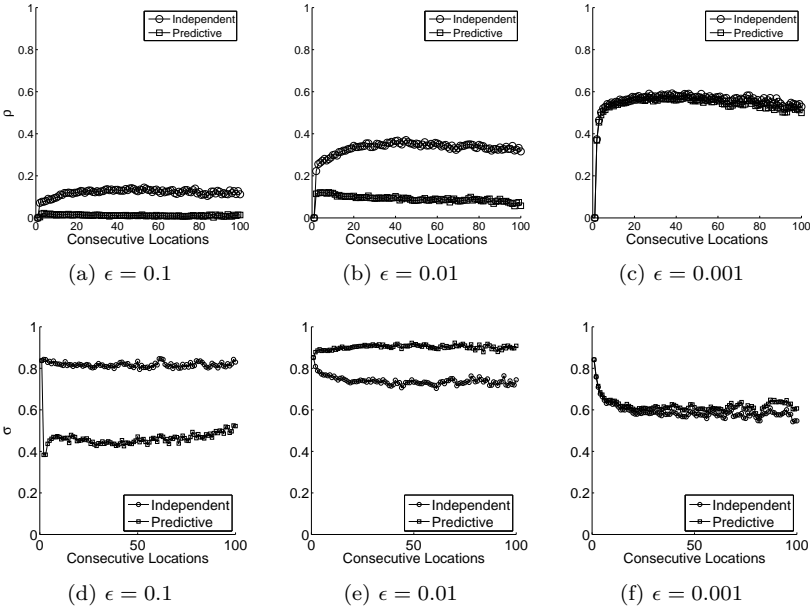 1
0.8
0.6
0.4
0.2
0
ρ
0 20 40 60 80 100
Consecutive Locations
Independent
Predictive
(a) ϵ = 0.1
1
0.8
0.6
0.4
0.2
0
0 20 40 60 80 100
Consecutive Locations
Independent
Predictive
(b) ϵ = 0.01
1
0.8
0.6
0.4
0.2
0
0 20 40 60 80 100
Consecutive Locations
Independent
Predictive
(c) ϵ = 0.001
1
0.8
0.6
0.4
0.2
0
σ
0 50 100
Consecutive Locations
Independent
Predictive
(d) ϵ = 0.1
1
0.8
0.6
0.4
0.2
0
0 50 100
Consecutive Locations
Independent
Predictive
(e) ϵ = 0.01
1
0.8
0.6
0.4
0.2
0
0 50 100
Consecutive Locations
Independent
Predictive
(f) ϵ = 0.001